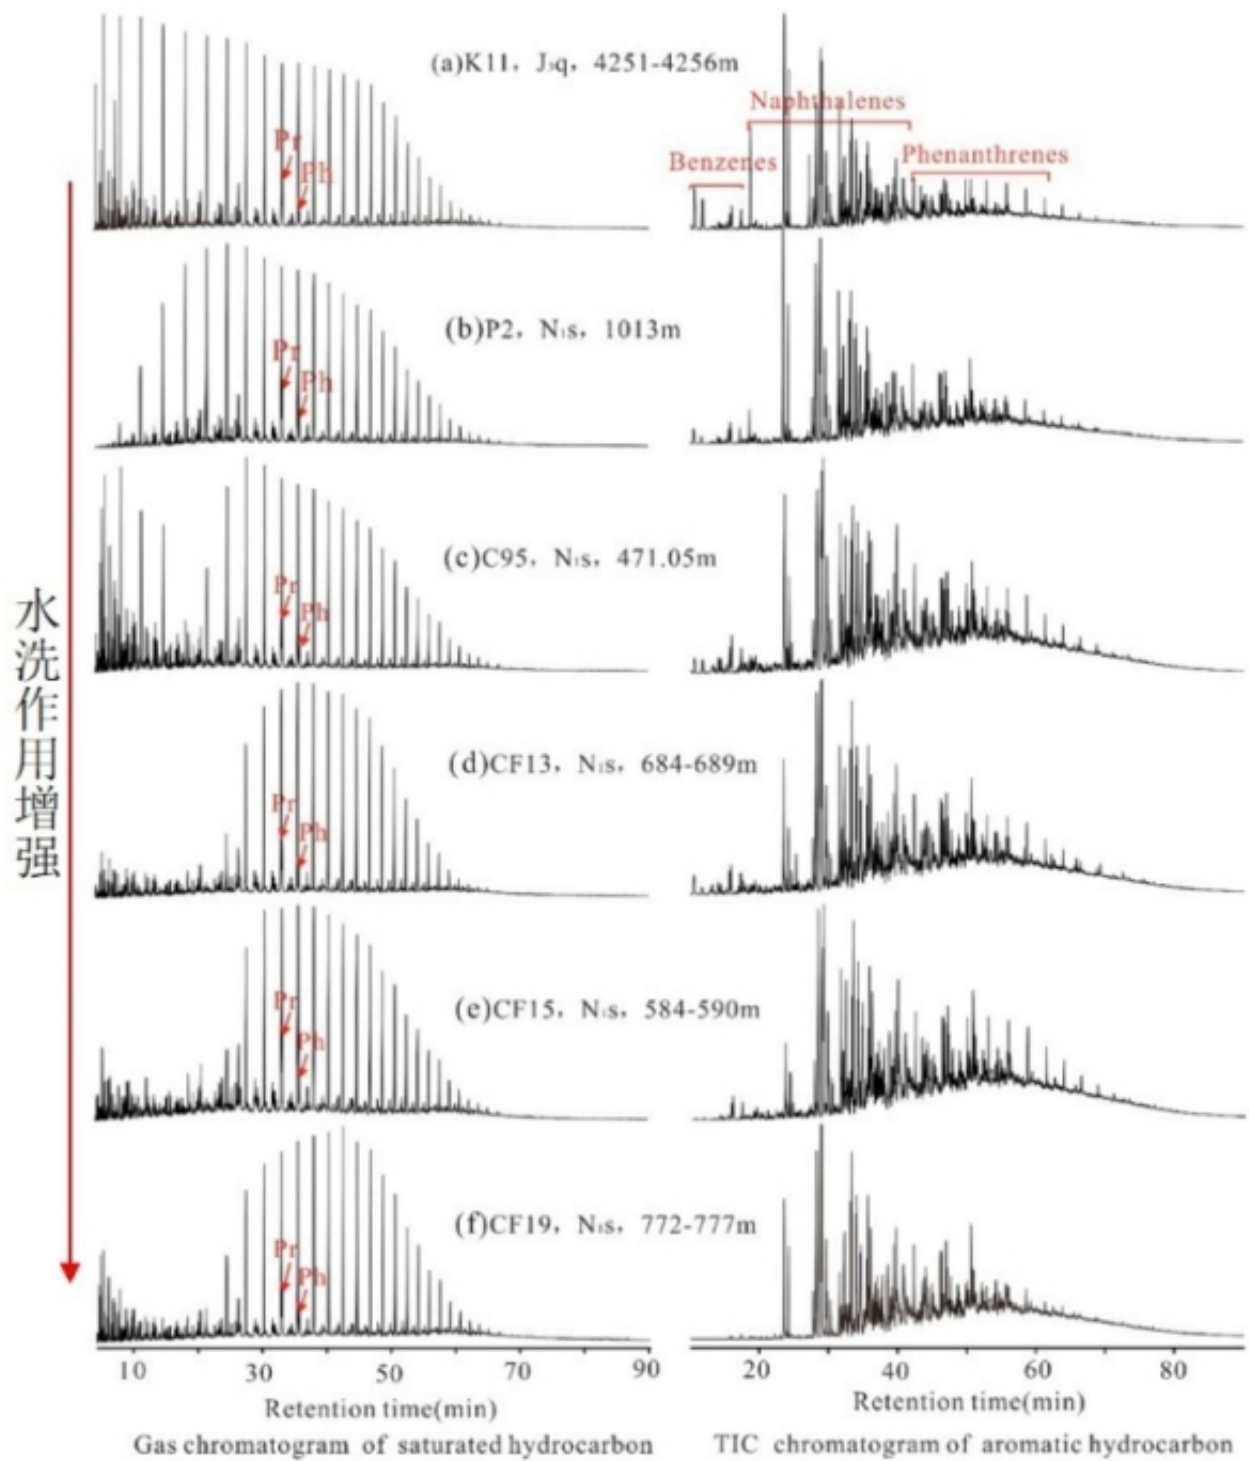 (a)K11, J₃q, 4251-4256m
Pr
Ph
Naphthalenes
Benzenes
Phenanthrenes
(b)P2, N₁s, 1013m
Pr
Ph
(c)C95, N₁s, 471.05m
Pr
Ph
水洗作用增强
(d)CF13, N₁s, 684-689m
Pr
Ph
(e)CF15, N₁s, 584-590m
Pr
Ph
(f)CF19, N₁s, 772-777m
Pr
Ph
10 30 50 70 90
20 40 60 80
Retention time(min)
Retention time(min)
Gas chromatogram of saturated hydrocarbon
TIC chromatogram of aromatic hydrocarbon